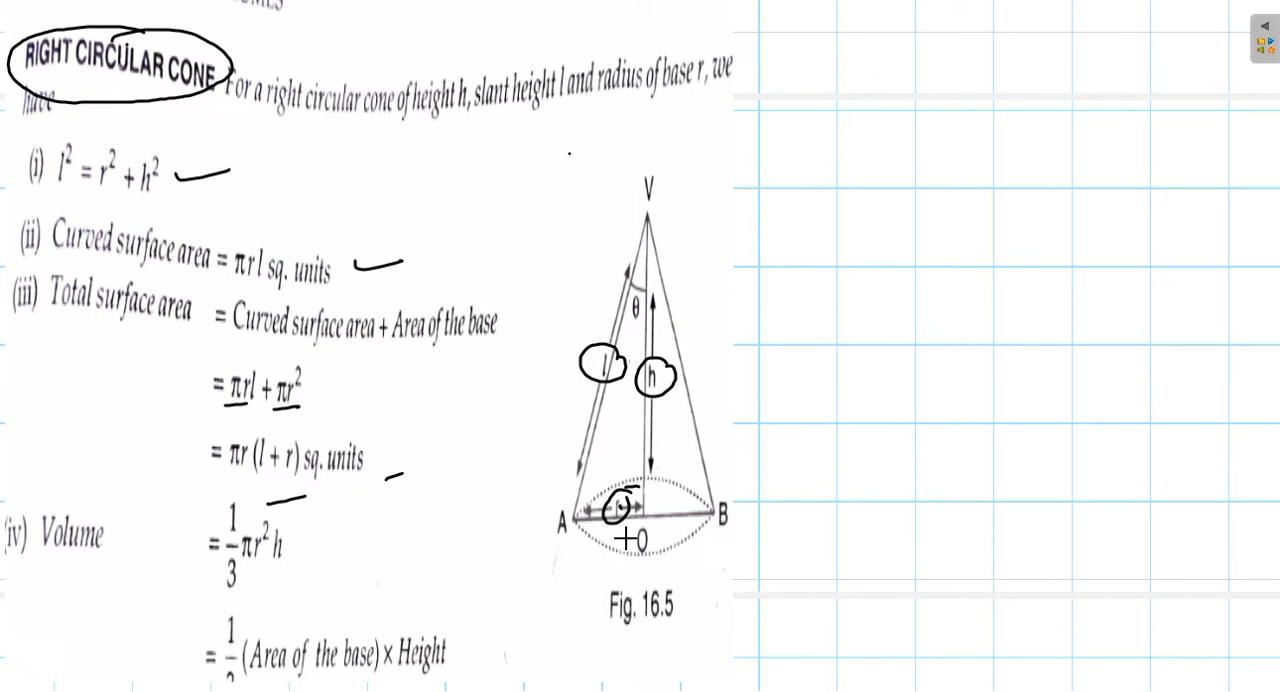 RIGHT CIRCULAR CONE For a right circular cone of height h, slant height l and radius of base r, we
have
(i) l² = r² + h²
(ii) Curved surface area = πrl sq. units
(iii) Total surface area = Curved surface area + Area of the base
= πrl + πr²
= πr (l + r) sq. units
(iv) Volume = 1/3 πr² h
= 1/3 (Area of the base) × Height
V
θ
l
h
r
A
B
O
Fig. 16.5